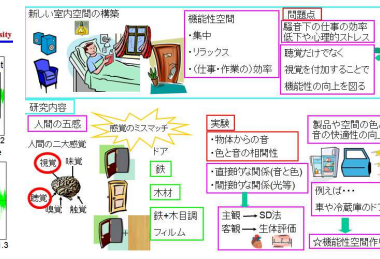 sity
新しい室内空間の構築
機能性空間
・集中
・リラックス
・(仕事・作業の)効率
問題点
騒音下の仕事の効率
低下や心理的ストレス
聴覚だけでなく
視覚を付加することで
機能性の向上を図る
研究内容
人間の五感
人間の二大感覚
視覚
味覚
聴覚
嗅覚
触覚
感覚のミスマッチ
ドア
鉄
木材
鉄+木目調
フィルム
実験
・物体からの音
・色と音の相関性
・直接的な関係(音と色)
・間接的な関係(光等)
主観→SD法
客観→生体評価
製品や空間の色
音の快適性の向
例えば・・・
車や冷蔵庫のドア
☆機能性空間作り
2
1.3